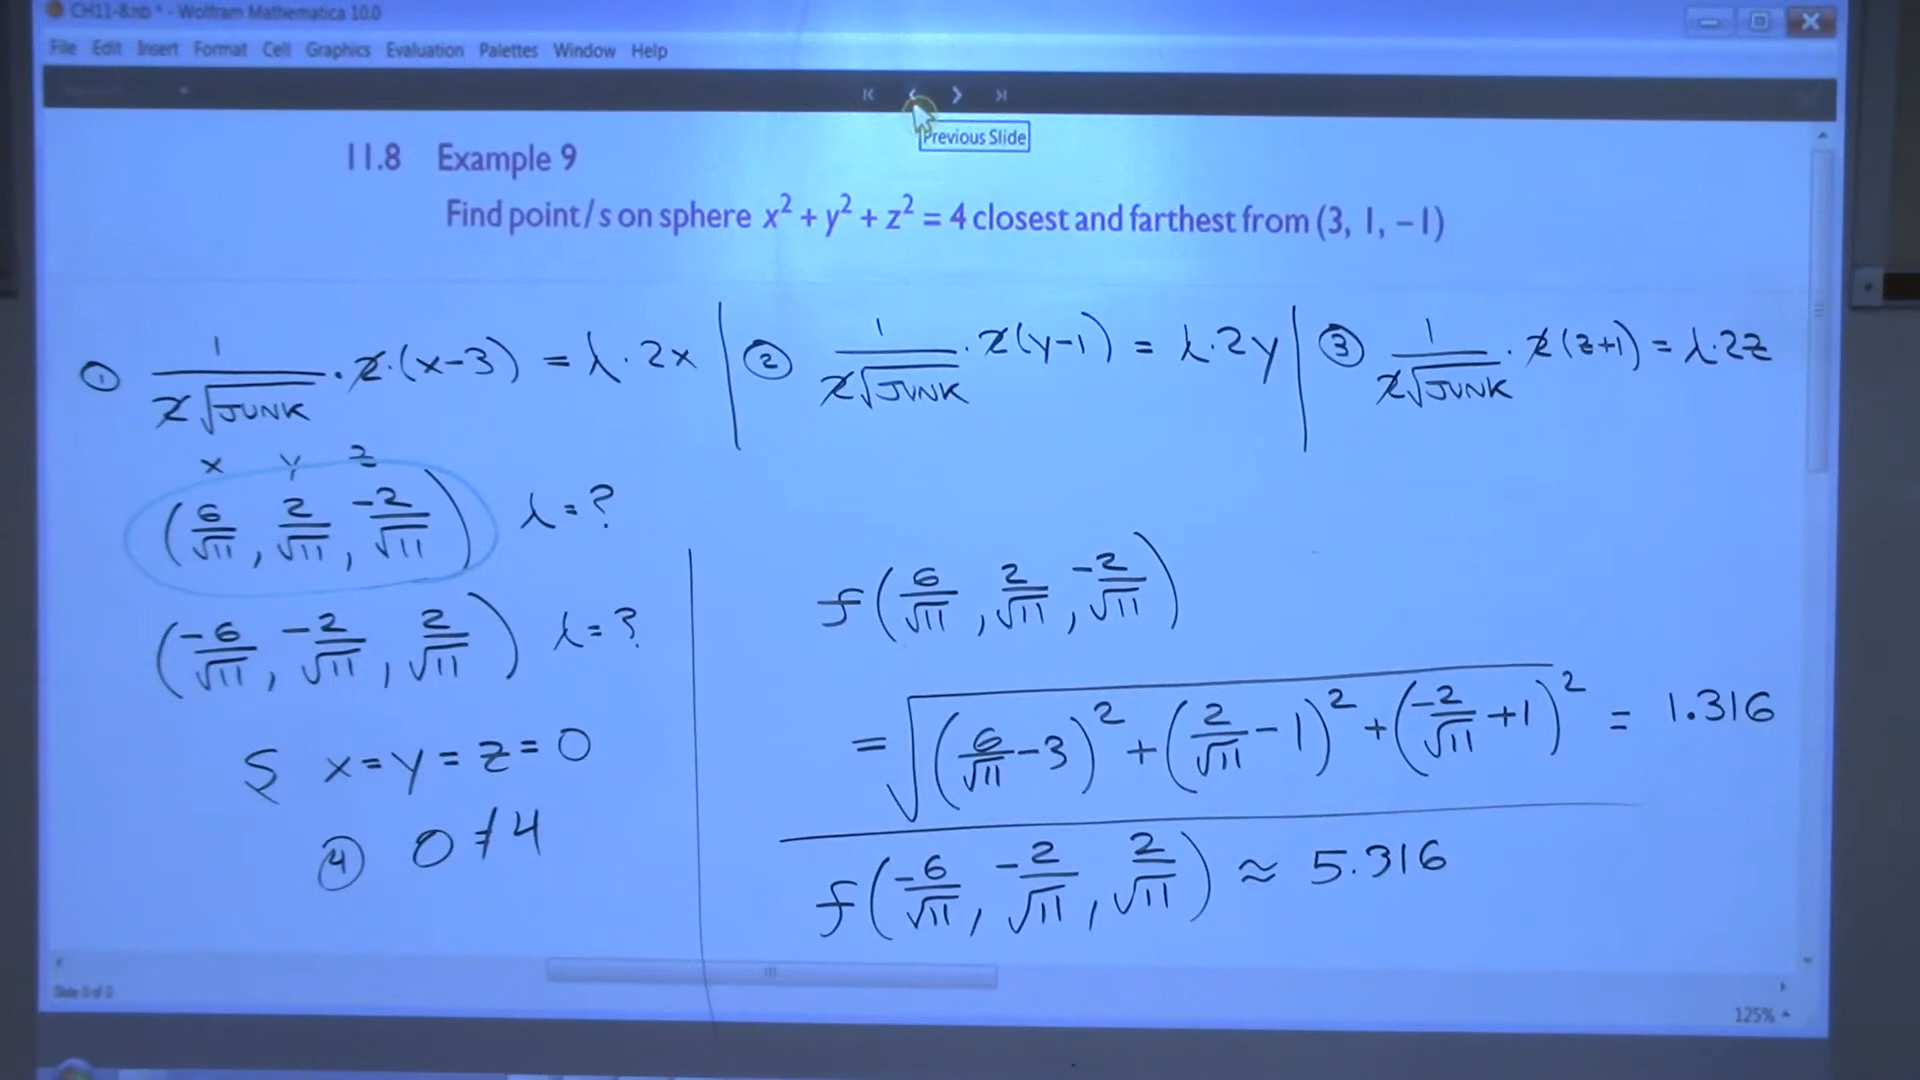 CH11-8.nb * - Wolfram Mathematica 10.0
File Edit Insert Format Cell Graphics Evaluation Palettes Window Help
Previous Slide
11.8 Example 9
Find point/s on sphere x² + y² + z² = 4 closest and farthest from (3, 1, −1)
① 1/(2√JUNK) · 2·(x−3) = λ·2x | ② 1/(2√JUNK) · 2(y−1) = λ·2y | ③ 1/(2√JUNK) · 2(z+1) = λ·2z
x y z
(6/√11, 2/√11, −2/√11) λ=?
(−6/√11, −2/√11, 2/√11) λ=?
x=y=z=0
④ 0≠4
f(6/√11, 2/√11, −2/√11)
= √((6/√11 −3)² + (2/√11 −1)² + (−2/√11 +1)²) = 1.316
f(−6/√11, −2/√11, 2/√11) ≈ 5.316
Slide 0 of 0
125%